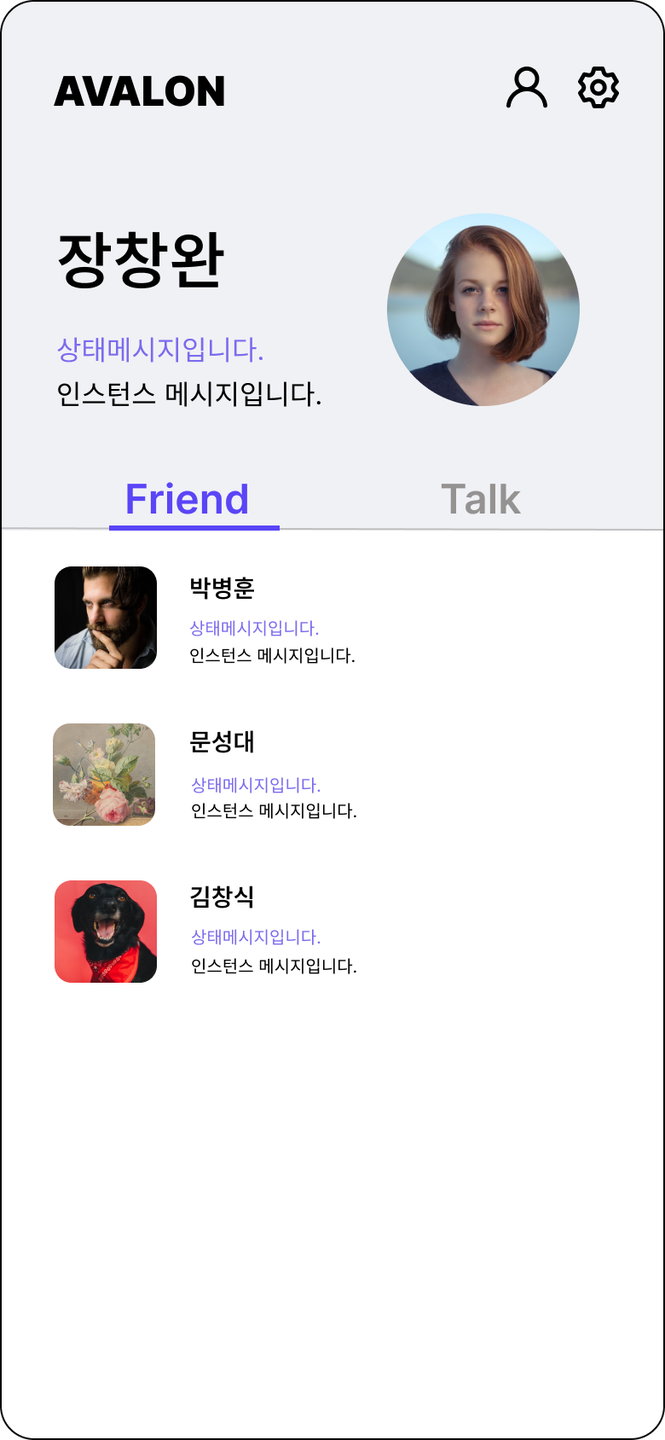 AVALON
장창완
상태메시지입니다.
인스턴스 메시지입니다.
Friend
Talk
박병훈
상태메시지입니다.
인스턴스 메시지입니다.
문성대
상태메시지입니다.
인스턴스 메시지입니다.
김창식
상태메시지입니다.
인스턴스 메시지입니다.